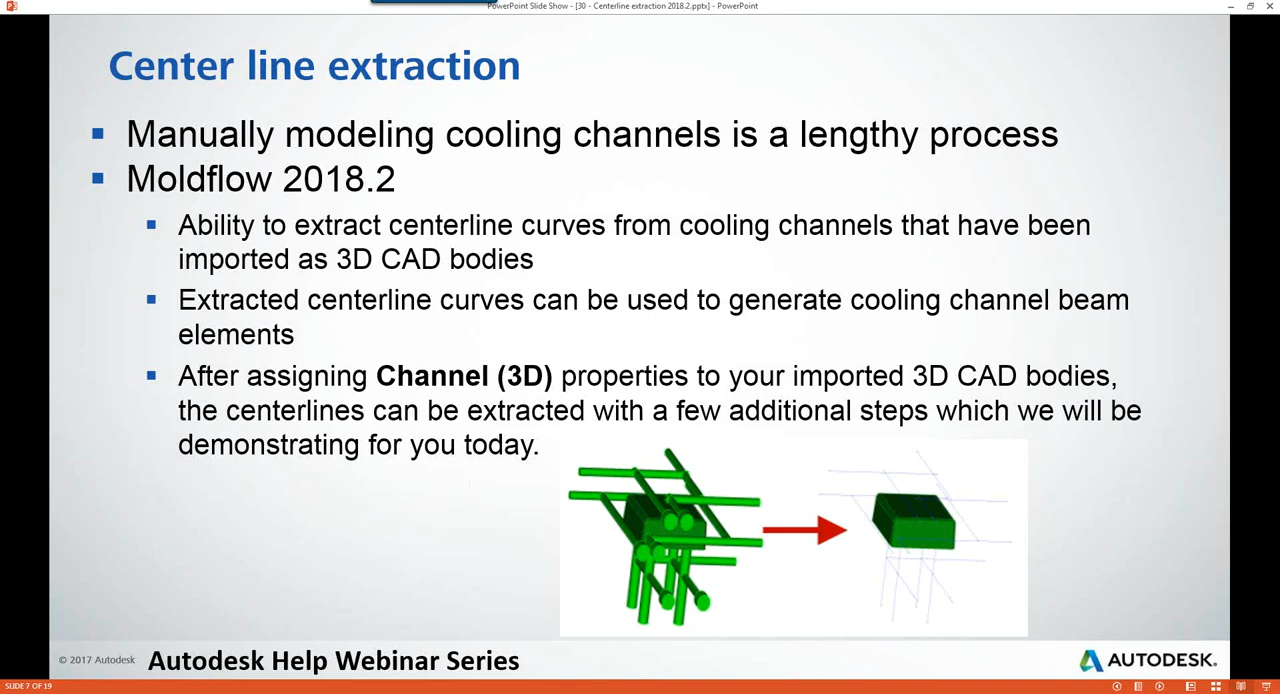 PowerPoint Slide Show - [30 - Centerline extraction 2018.2.pptx] - PowerPoint
Center line extraction
Manually modeling cooling channels is a lengthy process
Moldflow 2018.2
Ability to extract centerline curves from cooling channels that have been
imported as 3D CAD bodies
Extracted centerline curves can be used to generate cooling channel beam
elements
After assigning Channel (3D) properties to your imported 3D CAD bodies,
the centerlines can be extracted with a few additional steps which we will be
demonstrating for you today.
© 2017 Autodesk
Autodesk Help Webinar Series
AUTODESK.
SLIDE 7 OF 19